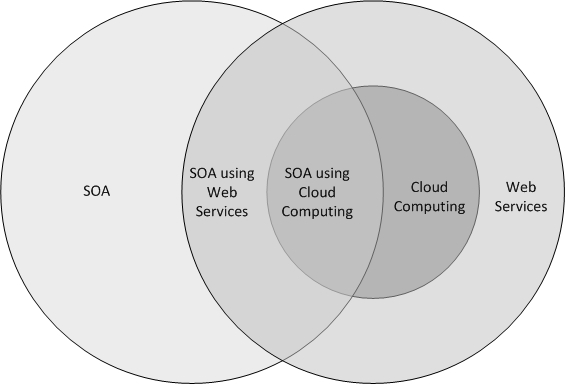 SOA
SOA using
Web
Services
SOA using
Cloud
Computing
Cloud
Computing
Web
Services